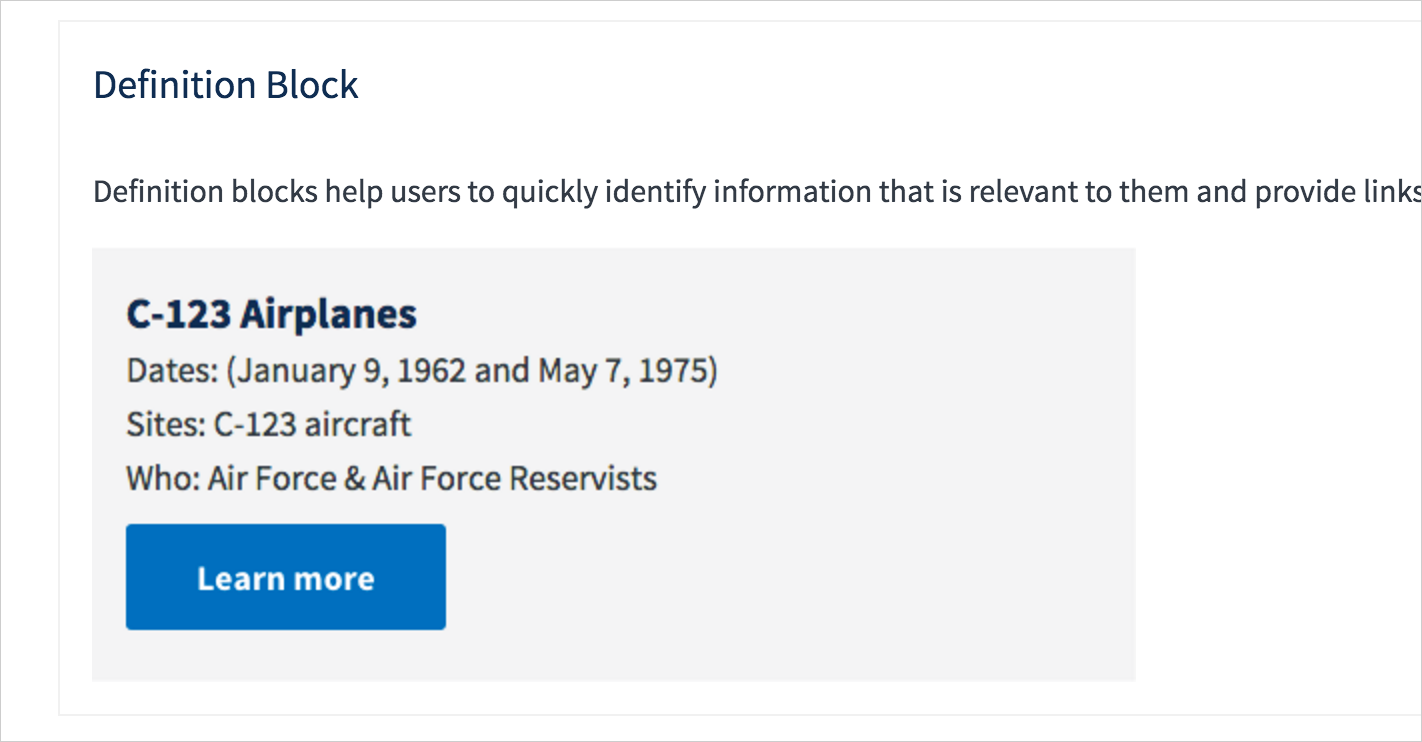 Definition Block
Definition blocks help users to quickly identify information that is relevant to them and provide links
C-123 Airplanes
Dates: (January 9, 1962 and May 7, 1975)
Sites: C-123 aircraft
Who: Air Force & Air Force Reservists
Learn more